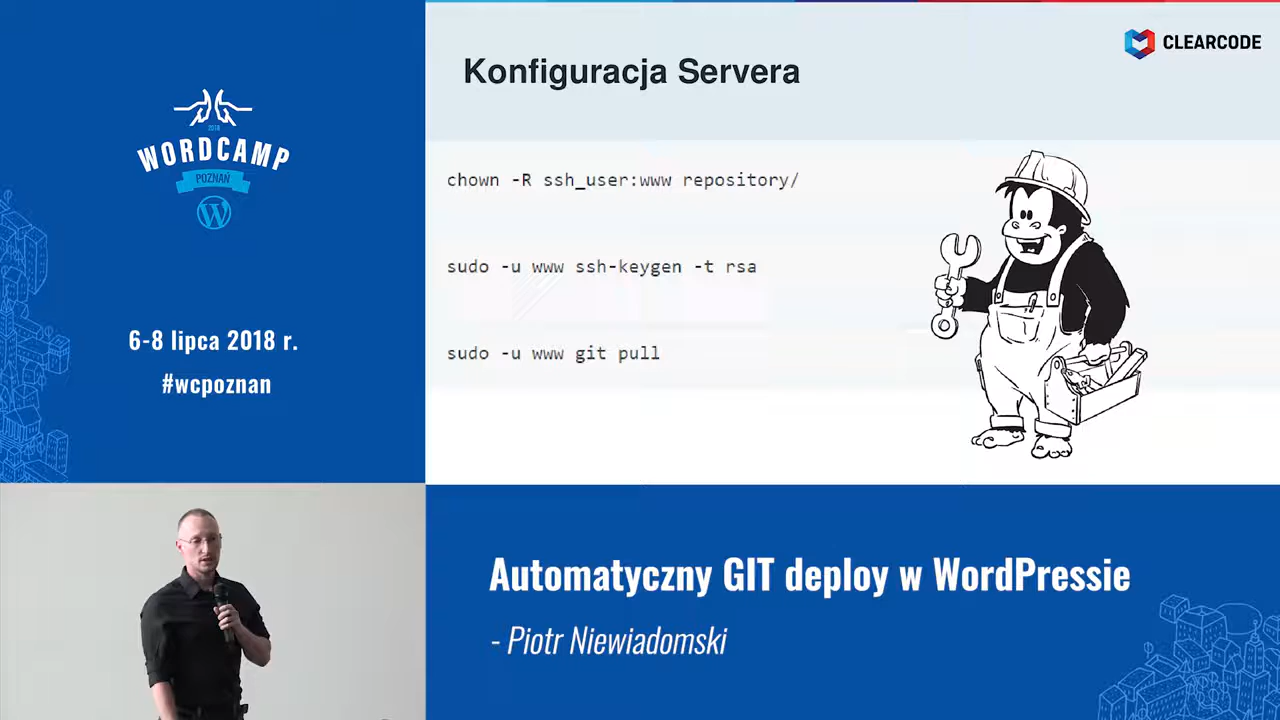 2018
WORDCAMP
POZNAŃ
6-8 lipca 2018 r.
#wcpoznan
CLEARCODE
Konfiguracja Servera
chown -R ssh_user:www repository/
sudo -u www ssh-keygen -t rsa
sudo -u www git pull
Automatyczny GIT deploy w WordPressie
- Piotr Niewiadomski